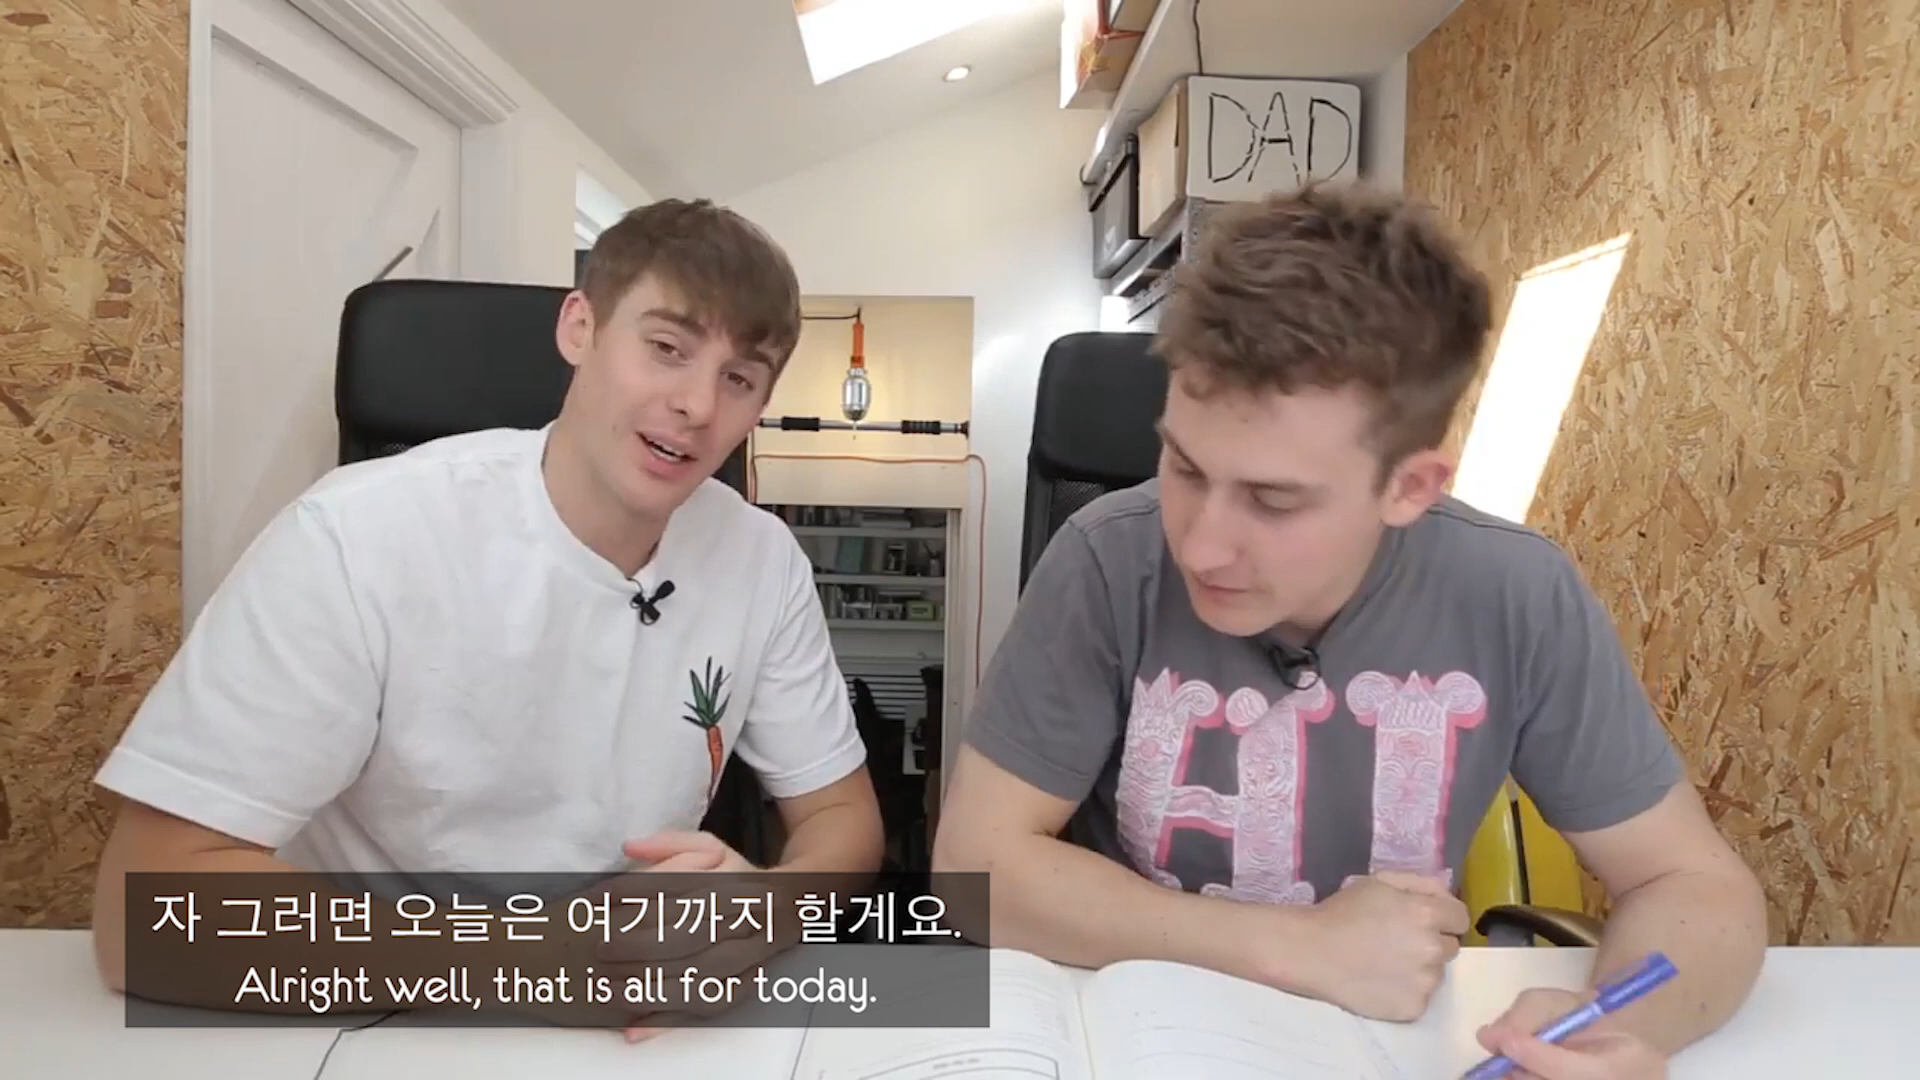 DAD
HI
자 그러면 오늘은 여기까지 할게요.
Alright well, that is all for today.